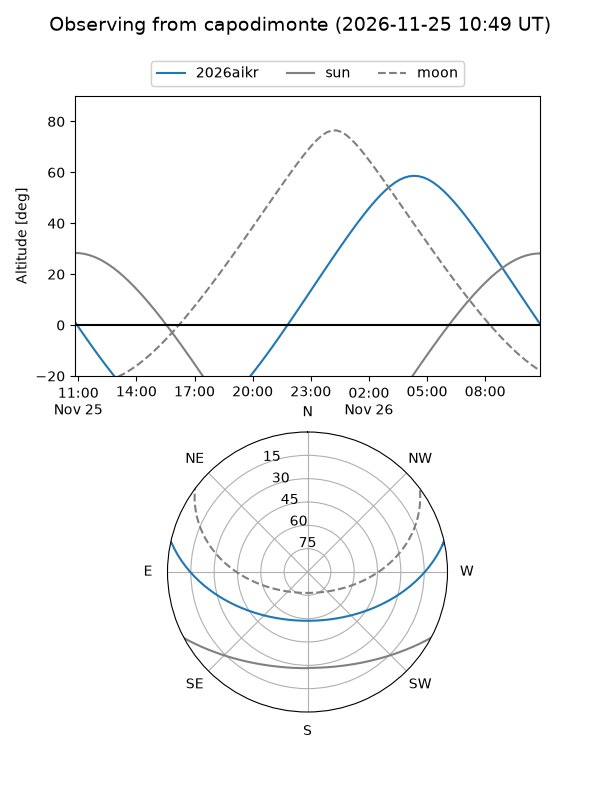 Observing from capodimonte (2026-11-25 10:49 UT)
2026aikr sun moon
Altitude [deg]
80
60
40
20
0
−20
11:00 14:00 17:00 20:00 23:00 02:00 05:00 08:00
Nov 25 Nov 26
N
NE NW
15
30
45
60
75
E W
SE SW
S